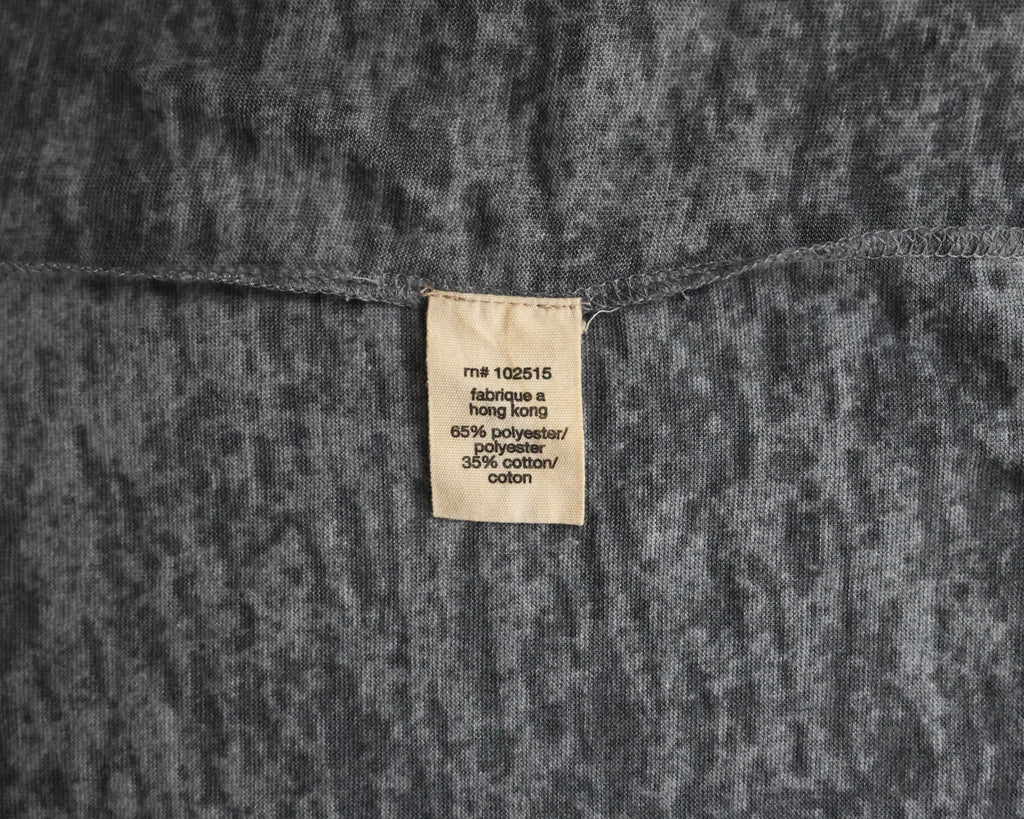 rn# 102515
fabrique a
hong kong
65% polyester/
polyester
35% cotton/
coton